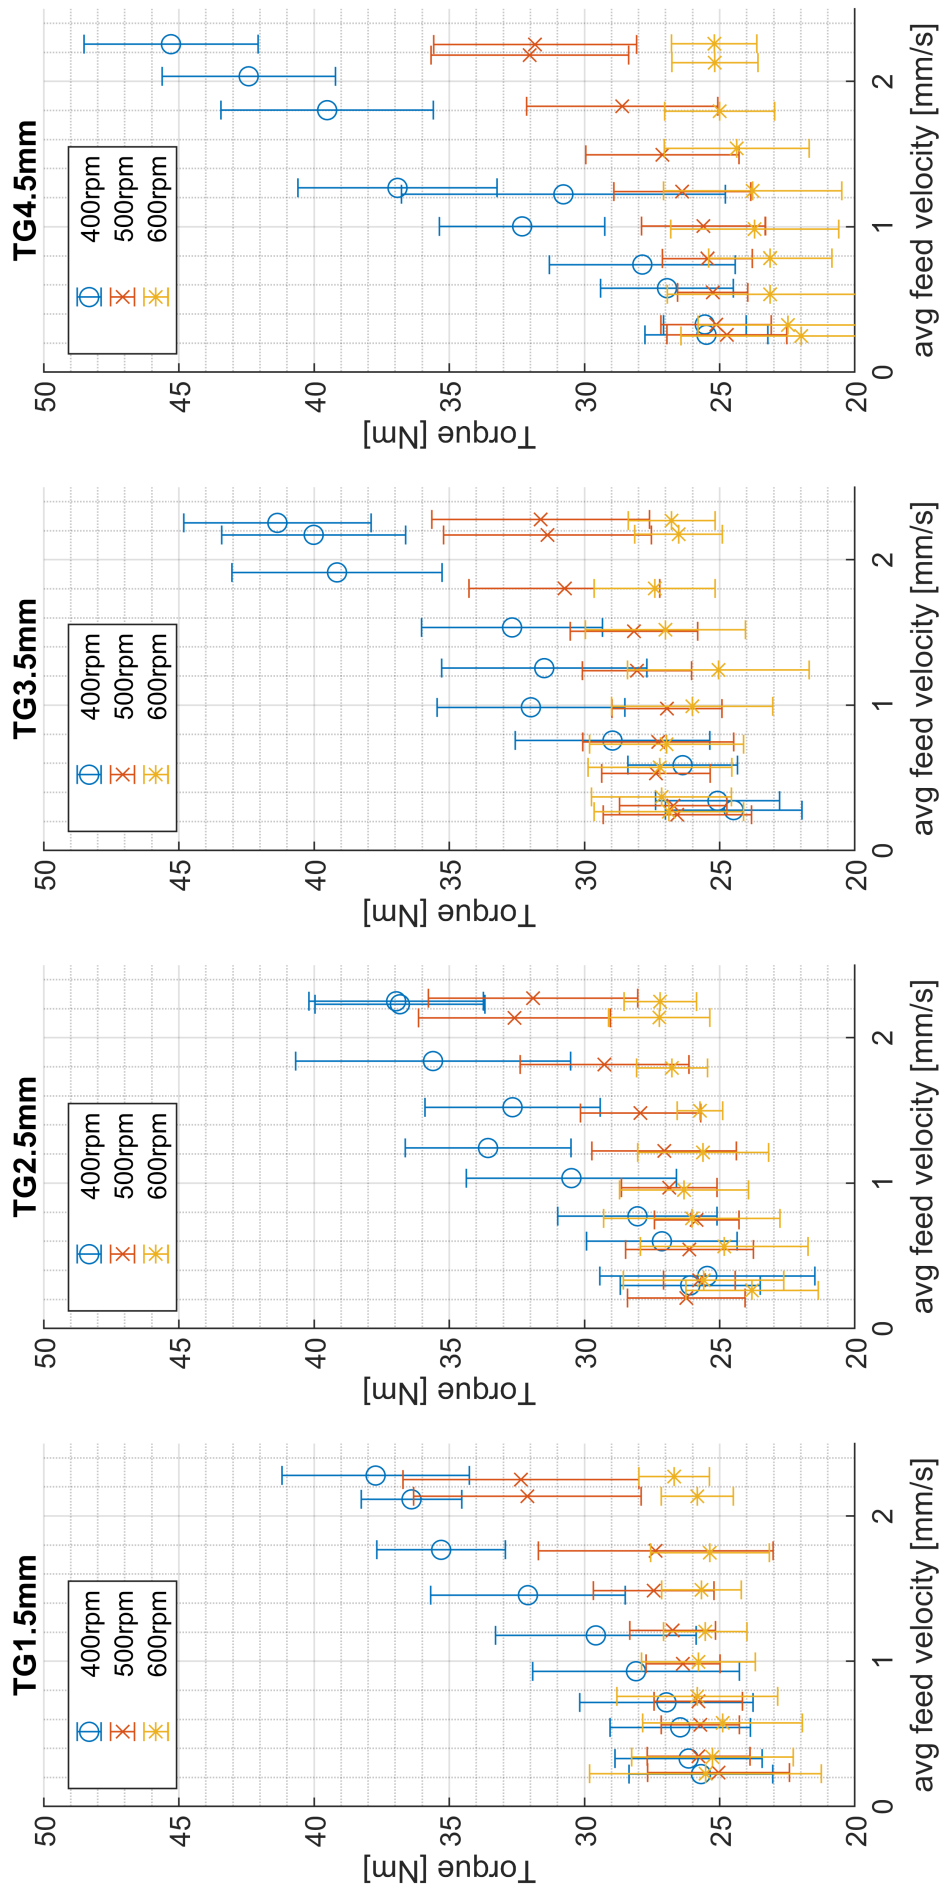 TG1.5mm
400rpm
500rpm
600rpm
Torque [Nm]
50
45
40
35
30
25
20
0
1
2
avg feed velocity [mm/s]
TG2.5mm
400rpm
500rpm
600rpm
Torque [Nm]
50
45
40
35
30
25
20
0
1
2
avg feed velocity [mm/s]
TG3.5mm
400rpm
500rpm
600rpm
Torque [Nm]
50
45
40
35
30
25
20
0
1
2
avg feed velocity [mm/s]
TG4.5mm
400rpm
500rpm
600rpm
Torque [Nm]
50
45
40
35
30
25
20
0
1
2
avg feed velocity [mm/s]